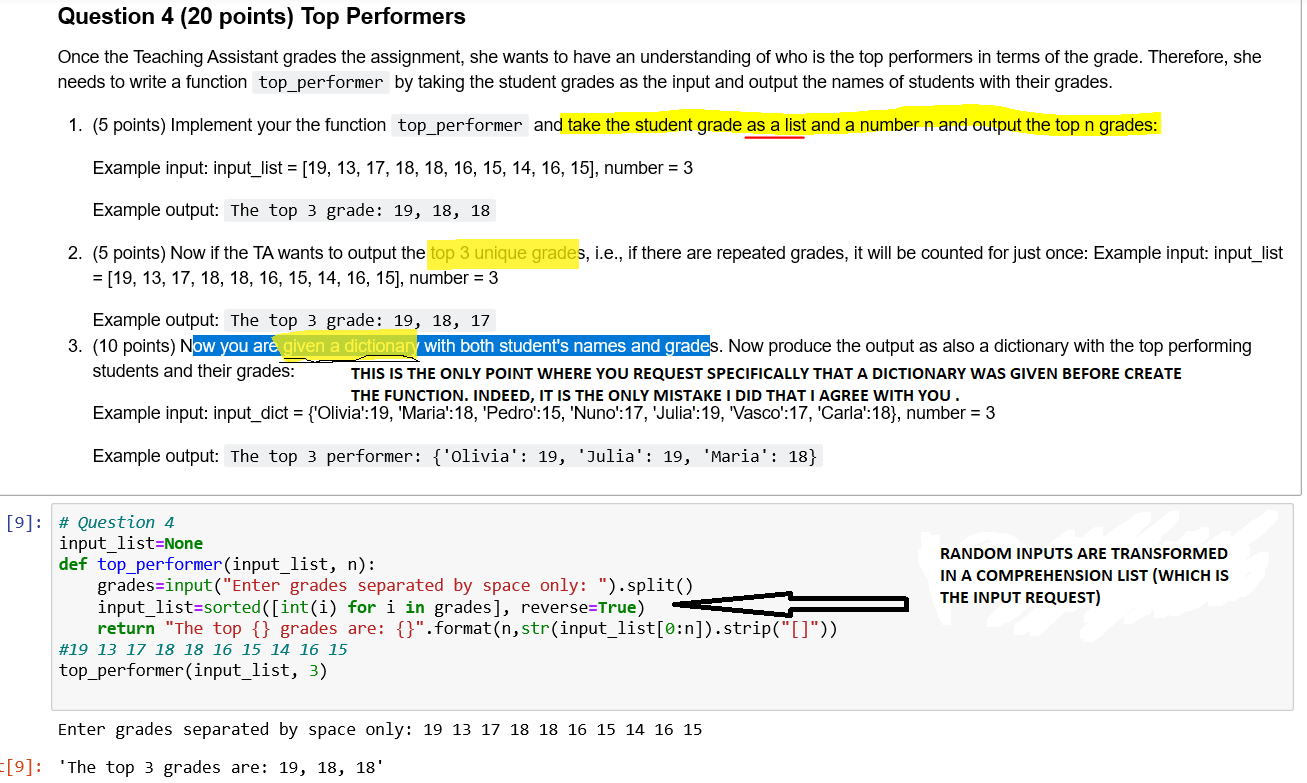 Question 4 (20 points) Top Performers
Once the Teaching Assistant grades the assignment, she wants to have an understanding of who is the top performers in terms of the grade. Therefore, she
needs to write a function top_performer by taking the student grades as the input and output the names of students with their grades.
1. (5 points) Implement your the function top_performer and take the student grade as a list and a number n and output the top n grades:
Example input: input_list = [19, 13, 17, 18, 18, 16, 15, 14, 16, 15], number = 3
Example output: The top 3 grade: 19, 18, 18
2. (5 points) Now if the TA wants to output the top 3 unique grades, i.e., if there are repeated grades, it will be counted for just once: Example input: input_list
= [19, 13, 17, 18, 18, 16, 15, 14, 16, 15], number = 3
Example output: The top 3 grade: 19, 18, 17
3. (10 points) Now you are given a dictionary with both student's names and grades. Now produce the output as also a dictionary with the top performing
students and their grades:
THIS IS THE ONLY POINT WHERE YOU REQUEST SPECIFICALLY THAT A DICTIONARY WAS GIVEN BEFORE CREATE
THE FUNCTION. INDEED, IT IS THE ONLY MISTAKE I DID THAT I AGREE WITH YOU .
Example input: input_dict = {'Olivia':19, 'Maria':18, 'Pedro':15, 'Nuno':17, 'Julia':19, 'Vasco':17, 'Carla':18}, number = 3
Example output: The top 3 performer: {'Olivia': 19, 'Julia': 19, 'Maria': 18}
[9]: # Question 4
input_list=None
def top_performer(input_list, n):
grades=input("Enter grades separated by space only: ").split()
input_list=sorted([int(i) for i in grades], reverse=True)
return "The top {} grades are: {}".format(n,str(input_list[0:n]).strip("[]"))
#19 13 17 18 18 16 15 14 16 15
top_performer(input_list, 3)
RANDOM INPUTS ARE TRANSFORMED
IN A COMPREHENSION LIST (WHICH IS
THE INPUT REQUEST)
Enter grades separated by space only: 19 13 17 18 18 16 15 14 16 15
t[9]: 'The top 3 grades are: 19, 18, 18'